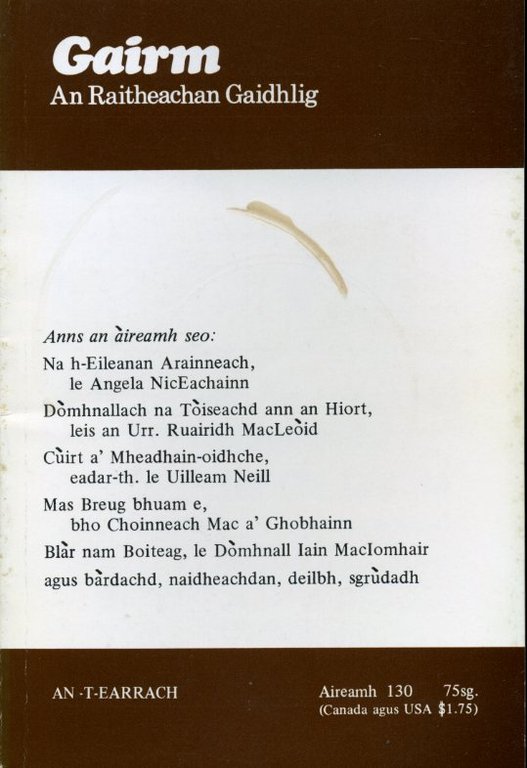 Gairm
An Raitheachan Gaidhlig
Anns an àireamh seo:
Na h-Eileanan Arainneach,
le Angela NicEachainn
Dòmhnallach na Tòiseachd ann an Hiort,
leis an Urr. Ruairidh MacLeòid
Cùirt a' Mheadhain-oidhche,
eadar-th. le Uilleam Neill
Mas Breug bhuam e,
bho Choinneach Mac a' Ghobhainn
Blàr nam Boiteag, le Dòmhnall Iain MacIomhair
agus bàrdachd, naidheachdan, deilbh, sgrùdadh
AN -T-EARRACH
Aireamh 130 75sg.
(Canada agus USA $1.75)